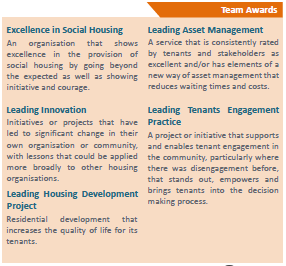 Team Awards
Excellence in Social Housing
An organisation that shows
excellence in the provision of
social housing by going beyond
the expected as well as showing
initiative and courage.
Leading Innovation
Initiatives or projects that have
led to significant change in their
own organisation or community,
with lessons that could be applied
more broadly to other housing
organisations.
Leading Housing Development
Project
Residential development that
increases the quality of life for its
tenants.
Leading Asset Management
A service that is consistently rated
by tenants and stakeholders as
excellent and/or has elements of a
new way of asset management that
reduces waiting times and costs.
Leading Tenants Engagement
Practice
A project or initiative that supports
and enables tenant engagement in
the community, particularly where
there was disengagement before,
that stands out, empowers and
brings tenants into the decision
making process.